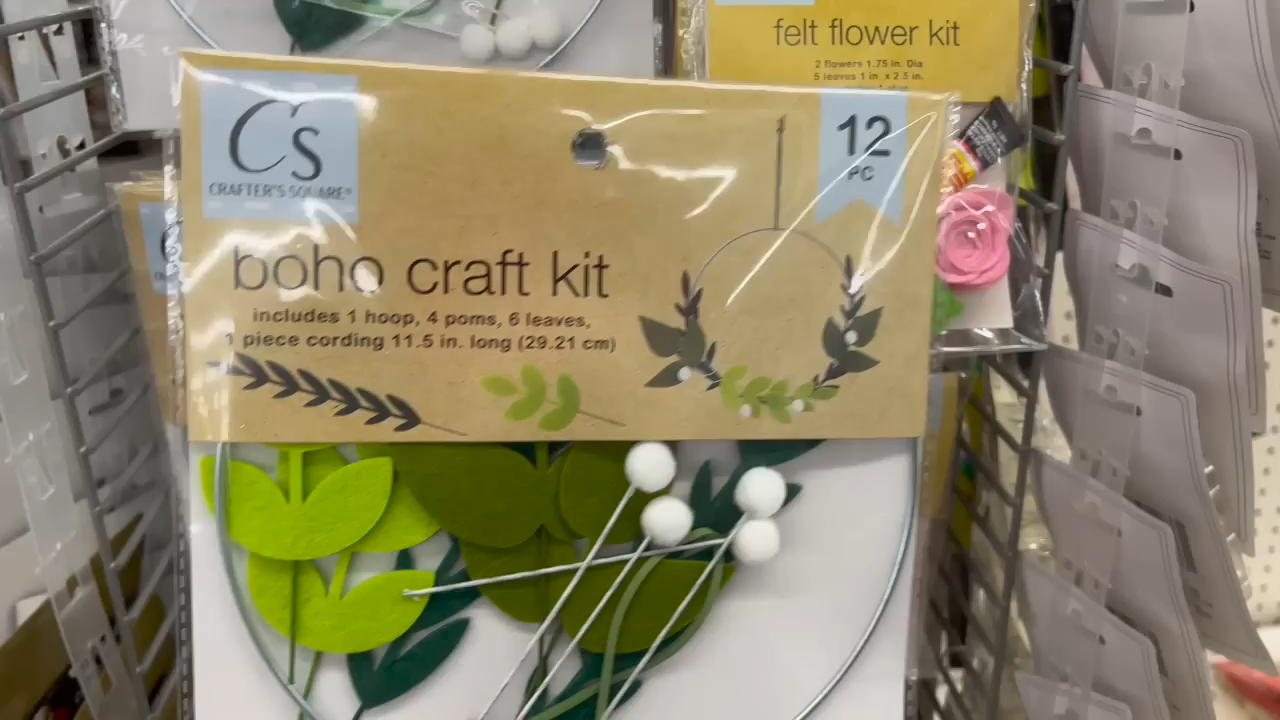 felt flower kit
2 flowers 1.75 in. Dia
5 leaves 1 in. x 2.5 in.
Cs
CRAFTER'S SQUARE®
12
PC
boho craft kit
includes 1 hoop, 4 poms, 6 leaves,
1 piece cording 11.5 in. long (29.21 cm)